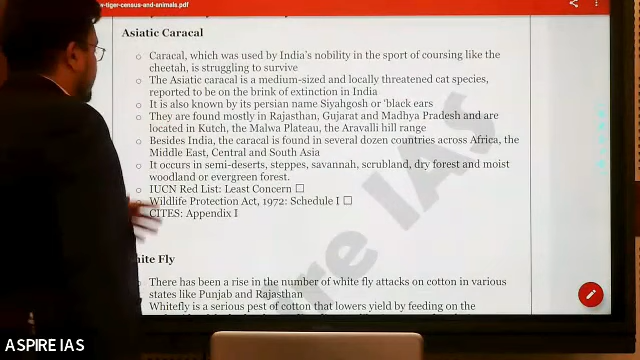 w-tiger-census-and-animals.pdf
Asiatic Caracal
Caracal, which was used by India's nobility in the sport of coursing like the
cheetah, is struggling to survive
The Asiatic caracal is a medium-sized and locally threatened cat species,
reported to be on the brink of extinction in India
It is also known by its persian name Siyahgosh or 'black ears
They are found mostly in Rajasthan, Gujarat and Madhya Pradesh and are
located in Kutch, the Malwa Plateau, the Aravalli hill range
Besides India, the caracal is found in several dozen countries across Africa, the
Middle East, Central and South Asia
It occurs in semi-deserts, steppes, savannah, scrubland, dry forest and moist
woodland or evergreen forest.
IUCN Red List: Least Concern ☐
Wildlife Protection Act, 1972: Schedule I ☐
CITES: Appendix I
ite Fly
There has been a rise in the number of white fly attacks on cotton in various
states like Punjab and Rajasthan
Whitefly is a serious pest of cotton that lowers yield by feeding on the
ire IAS
ASPIRE IAS